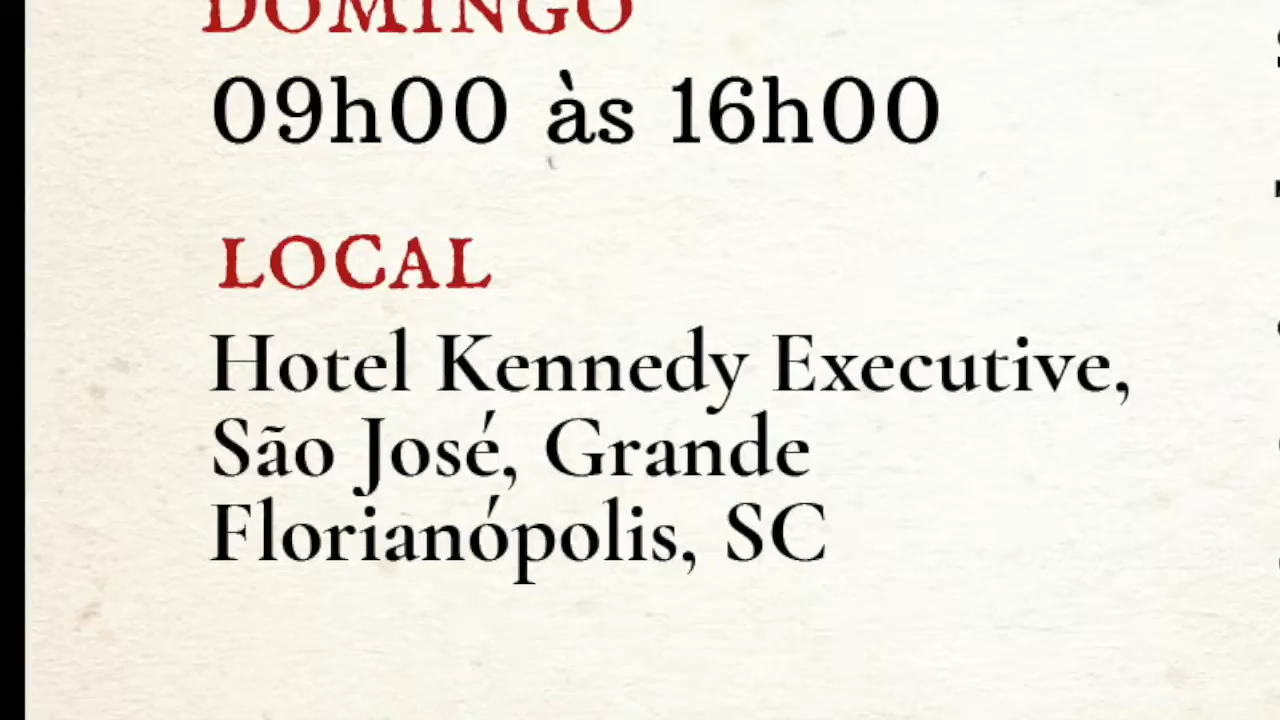 DOMINGO
09h00 às 16h00
LOCAL
Hotel Kennedy Executive,
São José, Grande
Florianópolis, SC